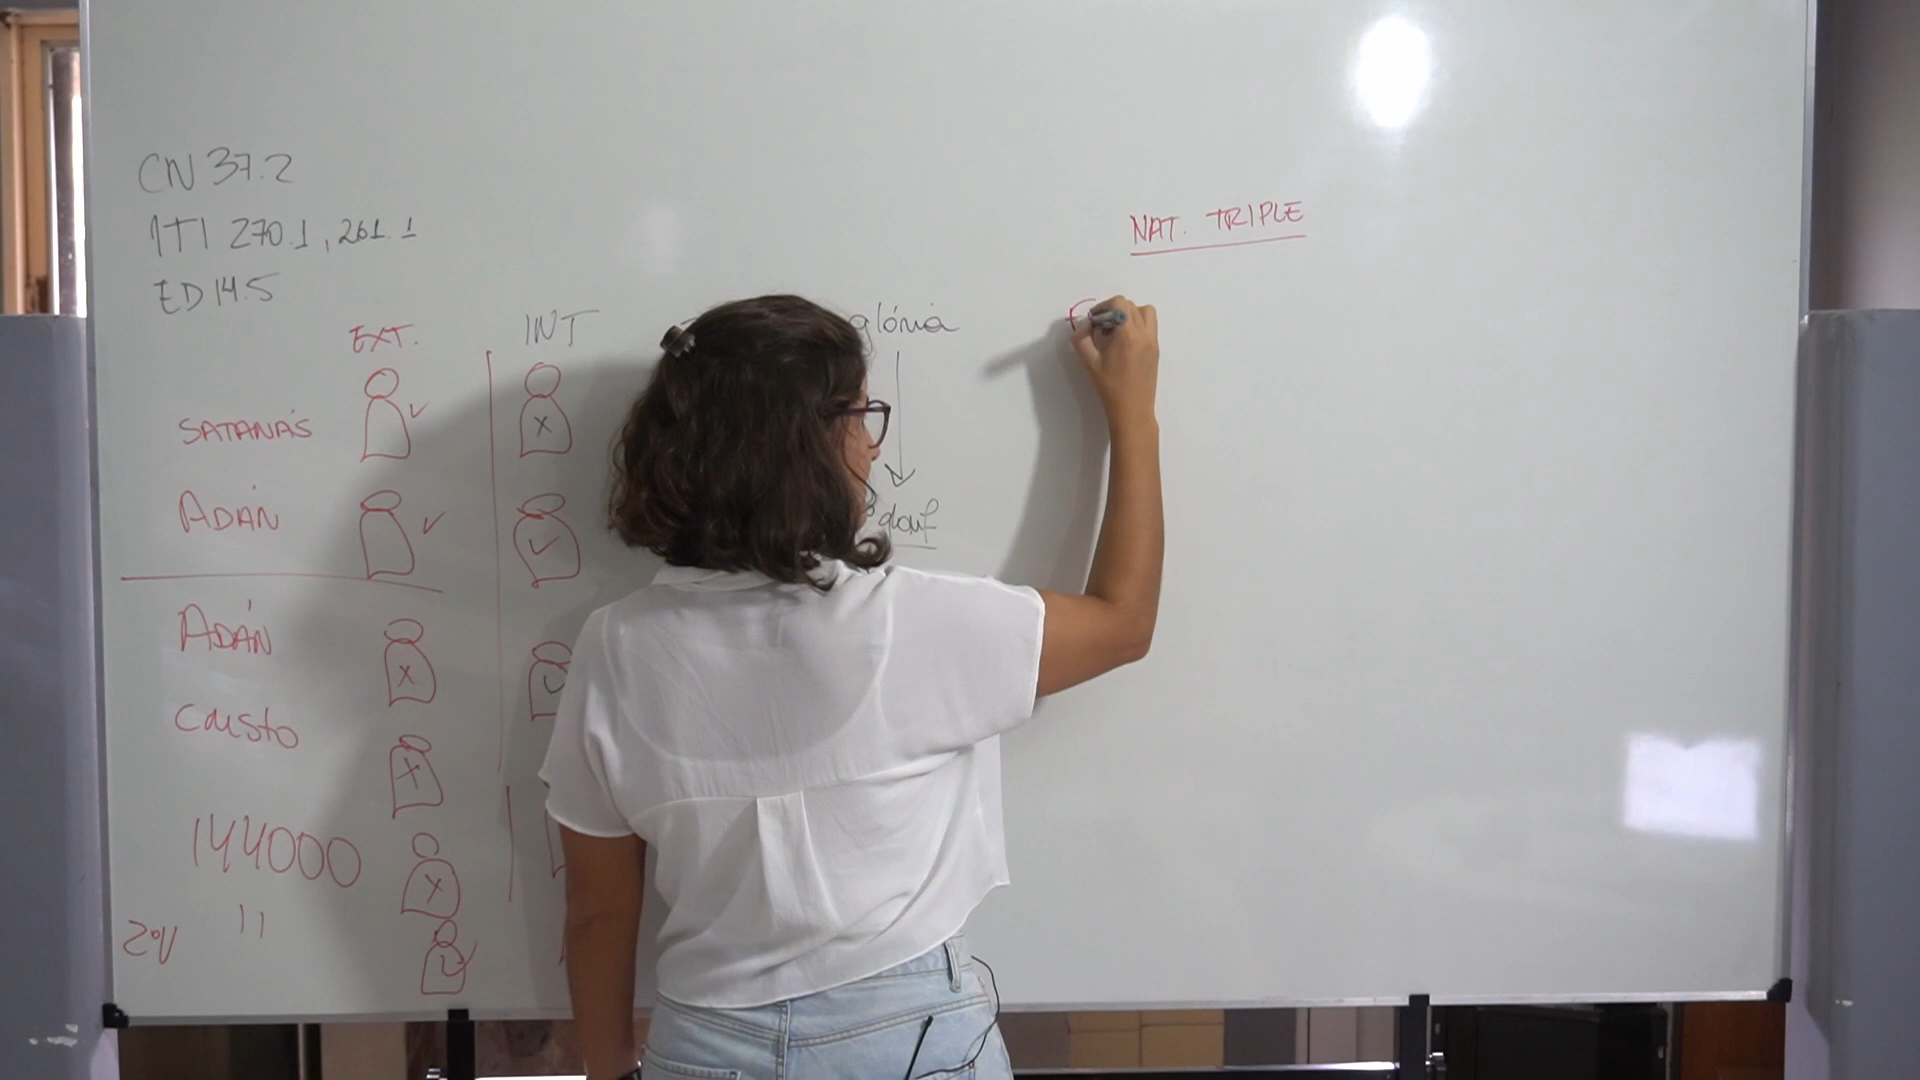 CN 37.2
1TI 270.1, 261.1
ED 14.5
EXT. INT glória
SATANÁS
ADÁN
ADÁN
CRISTO
144000
2ºV "
NAT. TRIPLE